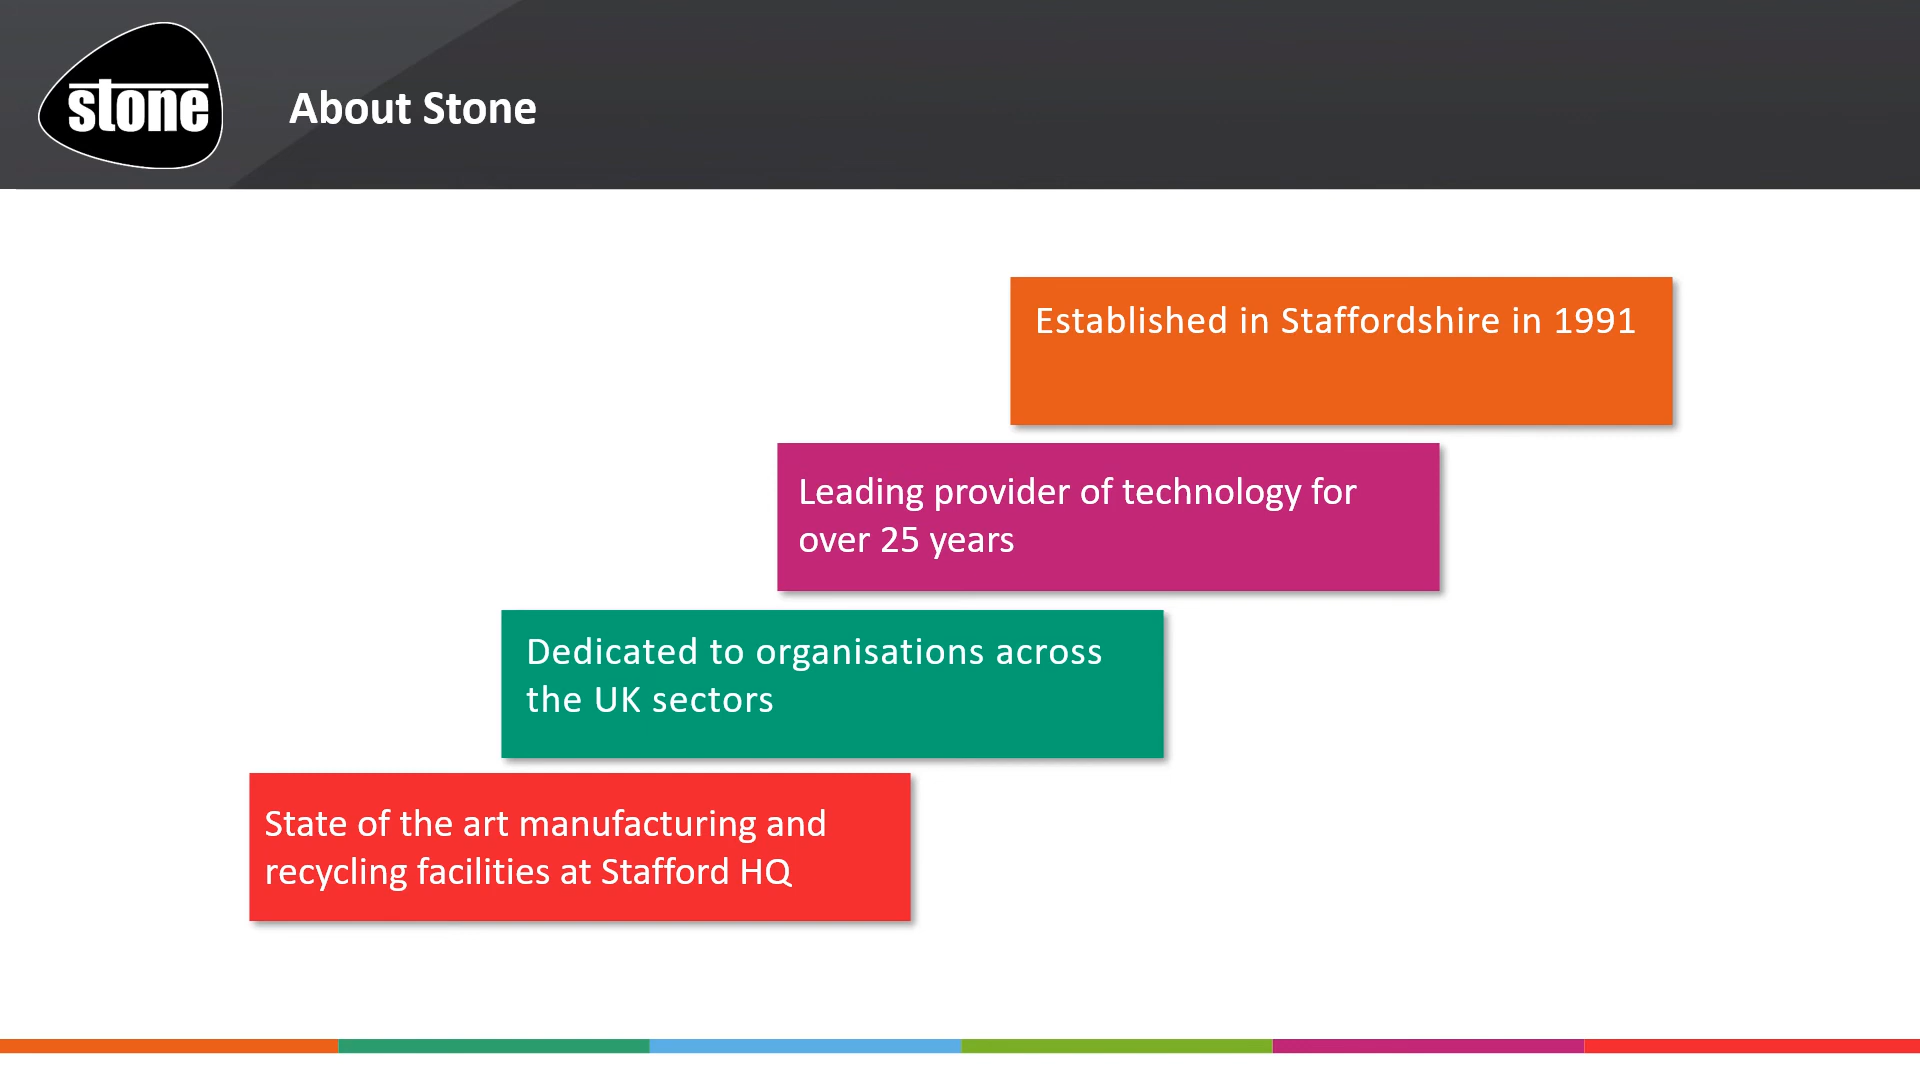 stone
About Stone
Established in Staffordshire in 1991
Leading provider of technology for
over 25 years
Dedicated to organisations across
the UK sectors
State of the art manufacturing and
recycling facilities at Stafford HQ